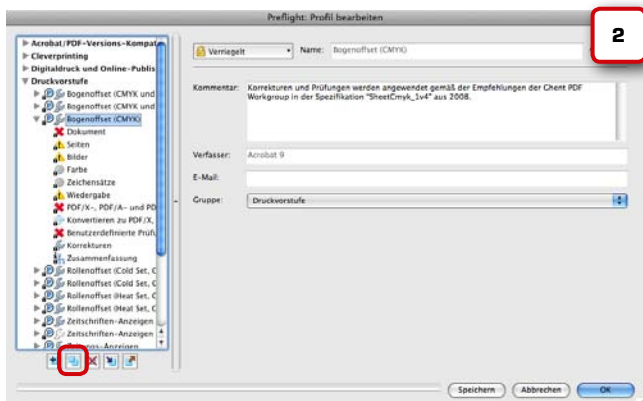 Preflight: Profil bearbeiten
2
Acrobat/PDF-Versions-Kompat
Cleverprinting
Digitaldruck und Online-Publis
Druckvorstufe
Bogenoffset (CMYK und
Bogenoffset (CMYK und
Bogenoffset (CMYK)
Dokument
Seiten
Bilder
Farbe
Zeichensätze
Wiedergabe
PDF/X-, PDF/A- und PD
Konvertieren zu PDF/X,
Benutzerdefinierte Prüfu
Korrekturen
Zusammenfassung
Rollenoffset (Cold Set, C
Rollenoffset (Cold Set, C
Rollenoffset (Heat Set, C
Rollenoffset (Heat Set, C
Zeitschriften-Anzeigen
Zeitschriften-Anzeigen
Zeitungs-Anzeigen
Verriegelt
Name: Bogenoffset (CMYK)
Kommentar: Korrekturen und Prüfungen werden angewendet gemäß der Empfehlungen der Ghent PDF
Workgroup in der Spezifikation "SheetCmyk_1v4" aus 2008.
Verfasser: Acrobat 9
E-Mail:
Gruppe: Druckvorstufe
Speichern
Abbrechen
OK